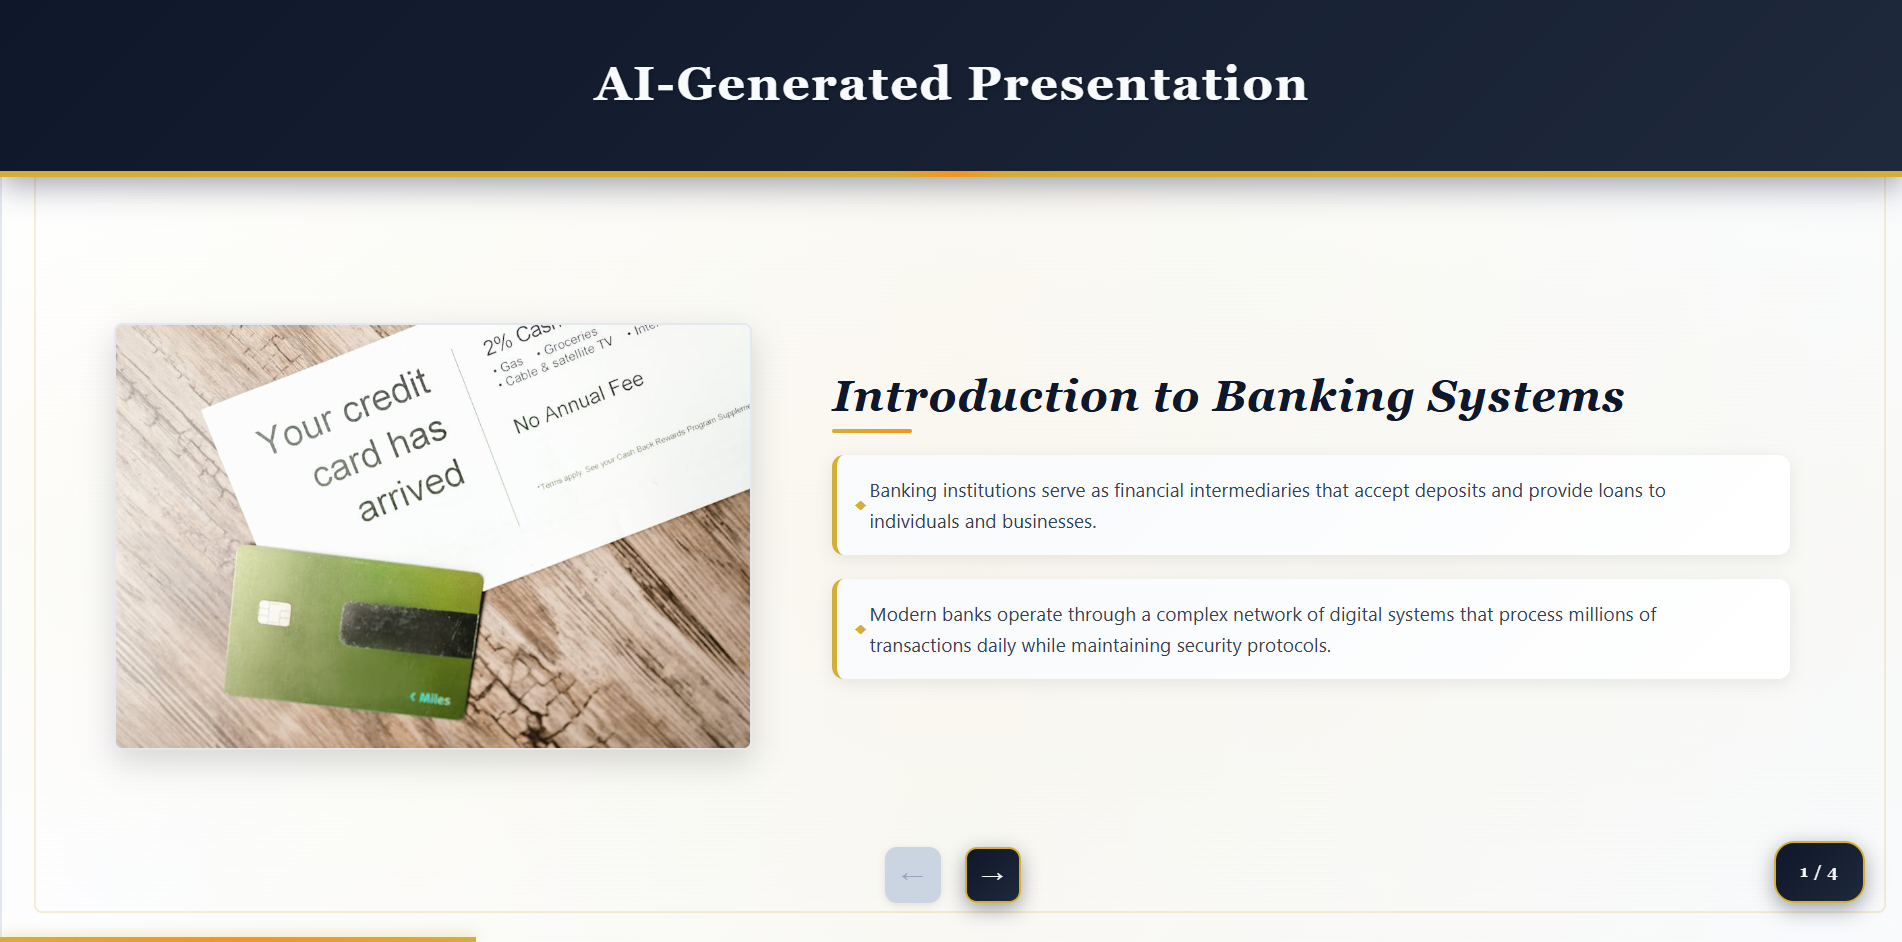 AI-Generated Presentation
Your credit
card has
arrived
2% Cash
• Gas • Groceries • Inte
• Cable & satellite TV
No Annual Fee
*Terms apply. See your Cash Back Rewards Program Suppleme
< Miles
Introduction to Banking Systems
Banking institutions serve as financial intermediaries that accept deposits and provide loans to
individuals and businesses.
Modern banks operate through a complex network of digital systems that process millions of
transactions daily while maintaining security protocols.
← →
1 / 4